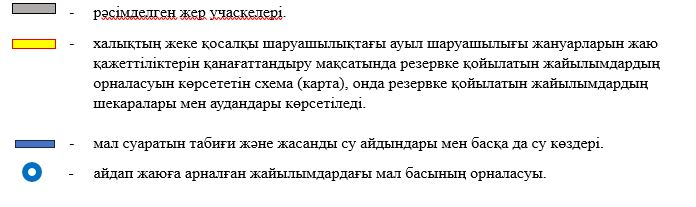 - рәсімделген жер учаскелері.
- халықтың жеке қосалқы шаруашылықтағы ауыл шаруашылығы жануарларын жаю
қажеттіліктерін қанағаттандыру мақсатында резервке қойылатын жайылымдардың
орналасуын көрсететін схема (карта), онда резервке қойылатын жайылымдардың
шекаралары мен аудандары көрсетіледі.
- мал суаратын табиғи және жасанды су айдындары мен басқа да су көздері.
- айдап жаюға арналған жайылымдардағы мал басының орналасуы.